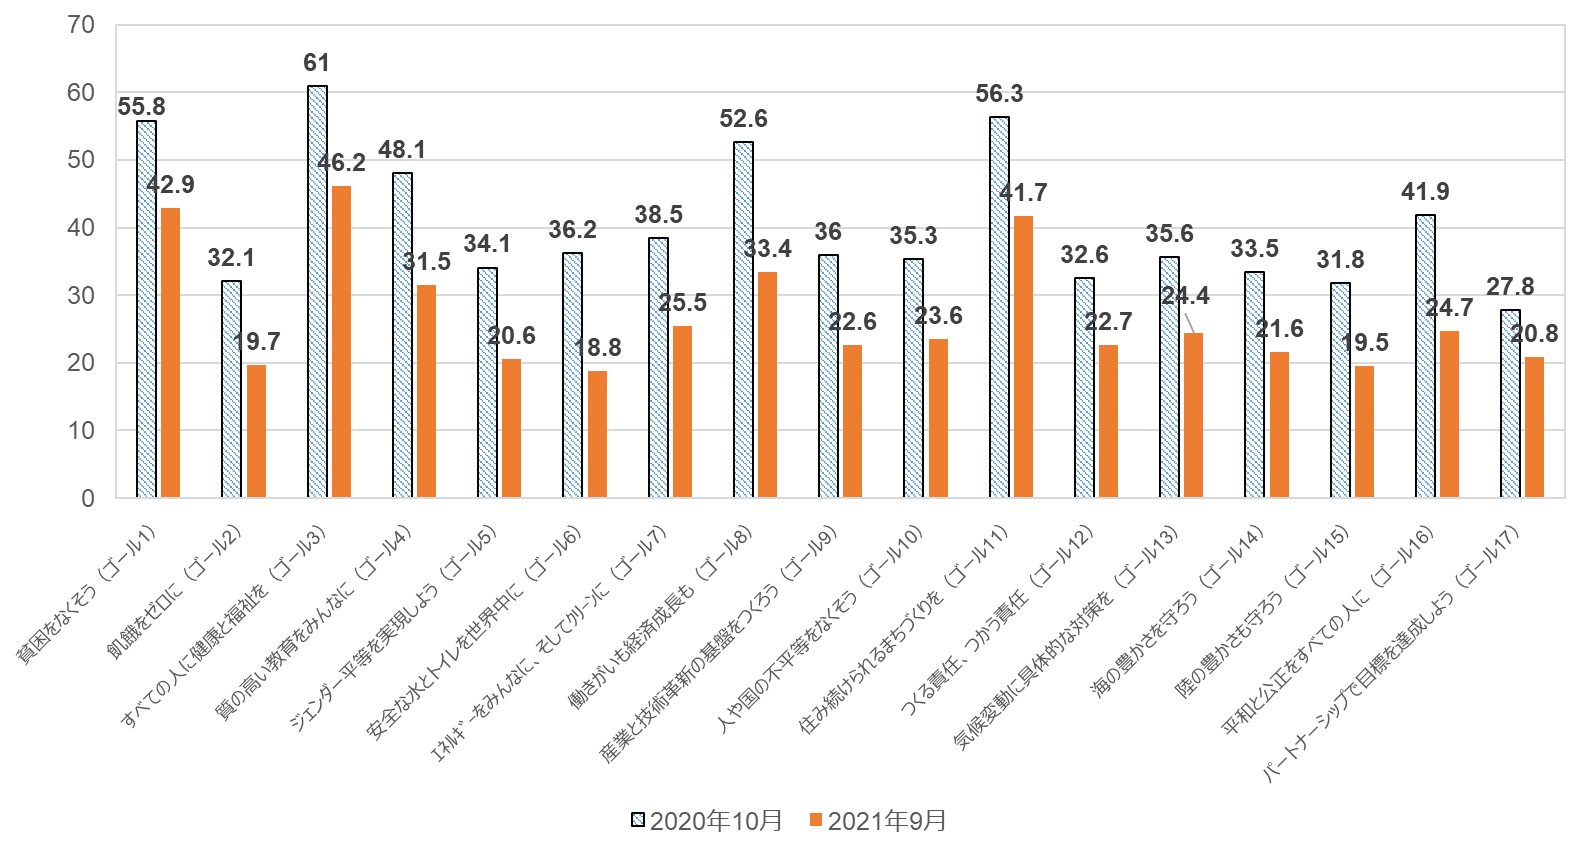 70
60
50
40
30
20
10
0
55.8
42.9
32.1
19.7
61
46.2
48.1
31.5
34.1
20.6
36.2
18.8
38.5
25.5
52.6
33.4
36
22.6
35.3
23.6
56.3
41.7
32.6
22.7
35.6
24.4
33.5
21.6
31.8
19.5
41.9
24.7
27.8
20.8
貧困をなくそう（ゴール1）
飢餓をゼロに（ゴール2）
すべての人に健康と福祉を（ゴール3）
質の高い教育をみんなに（ゴール4）
ジェンダー平等を実現しよう（ゴール5）
安全な水とトイレを世界中に（ゴール6）
ｴﾈﾙｷﾞｰをみんなに、そしてｸﾘｰﾝに（ゴール7）
働きがいも経済成長も（ゴール8）
産業と技術革新の基盤をつくろう（ゴール9）
人や国の不平等をなくそう（ゴール10）
住み続けられるまちづくりを（ゴール11）
つくる責任、つかう責任（ゴール12）
気候変動に具体的な対策を（ゴール13）
海の豊かさを守ろう（ゴール14）
陸の豊かさも守ろう（ゴール15）
平和と公正をすべての人に（ゴール16）
パートナーシップで目標を達成しよう（ゴール17）
2020年10月
2021年9月